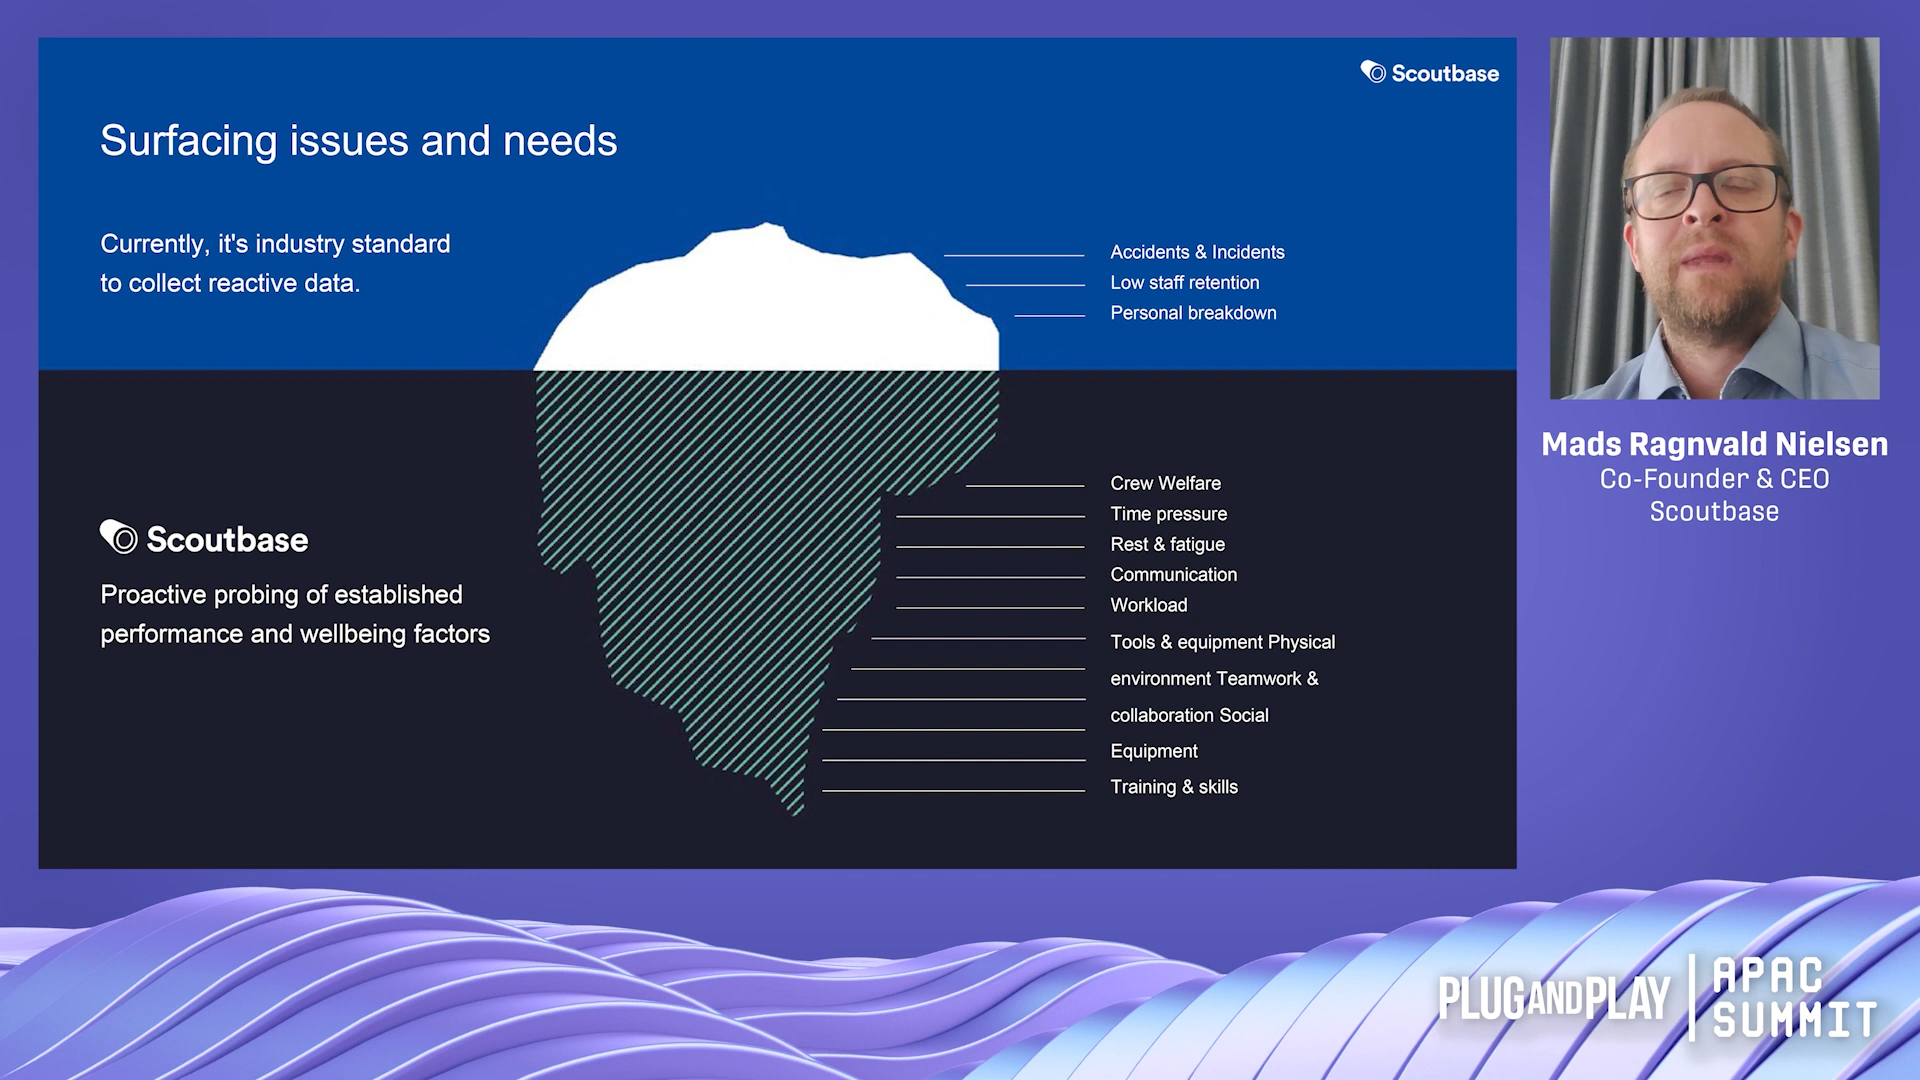 Scoutbase
Surfacing issues and needs
Currently, it's industry standard
to collect reactive data.
Accidents & Incidents
Low staff retention
Personal breakdown
Scoutbase
Proactive probing of established
performance and wellbeing factors
Crew Welfare
Time pressure
Rest & fatigue
Communication
Workload
Tools & equipment Physical
environment Teamwork &
collaboration Social
Equipment
Training & skills
Mads Ragnvald Nielsen
Co-Founder & CEO
Scoutbase
PLUGANDPLAY
APAC
SUMMIT